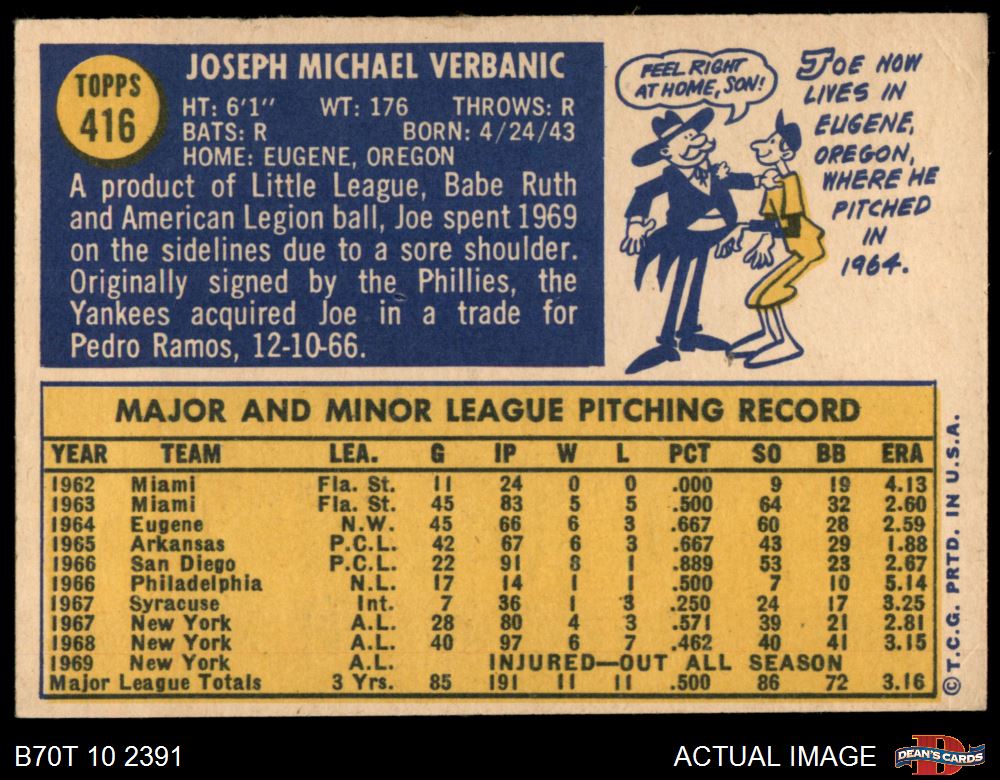 TOPPS
416
JOSEPH MICHAEL VERBANIC
HT: 6'1" WT: 176 THROWS: R
BATS: R BORN: 4/24/43
HOME: EUGENE, OREGON
A product of Little League, Babe Ruth
and American Legion ball, Joe spent 1969
on the sidelines due to a sore shoulder.
Originally signed by the Phillies, the
Yankees acquired Joe in a trade for
Pedro Ramos, 12-10-66.
FEEL RIGHT
AT HOME, SON!
JOE NOW
LIVES IN
EUGENE,
OREGON,
WHERE HE
PITCHED
IN
1964.
MAJOR AND MINOR LEAGUE PITCHING RECORD
YEAR TEAM LEA. G IP W L PCT SO BB ERA
1962 Miami Fla. St. 11 24 0 0 .000 9 19 4.13
1963 Miami Fla. St. 45 83 5 5 .500 64 32 2.60
1964 Eugene N.W. 45 66 6 3 .667 60 28 2.59
1965 Arkansas P.C.L. 42 67 6 3 .667 43 29 1.88
1966 San Diego P.C.L. 22 91 8 1 .889 53 23 2.67
1966 Philadelphia N.L. 17 14 1 1 .500 7 10 5.14
1967 Syracuse Int. 7 36 1 3 .250 24 17 3.25
1967 New York A.L. 28 80 4 3 .571 39 21 2.81
1968 New York A.L. 40 97 6 7 .462 40 41 3.15
1969 New York A.L. INJURED—OUT ALL SEASON
Major League Totals 3 Yrs. 85 191 11 11 .500 86 72 3.16
© T.C.G. PRTD. IN U.S.A.
B70T 10 2391
ACTUAL IMAGE
D
DEAN'S CARDS